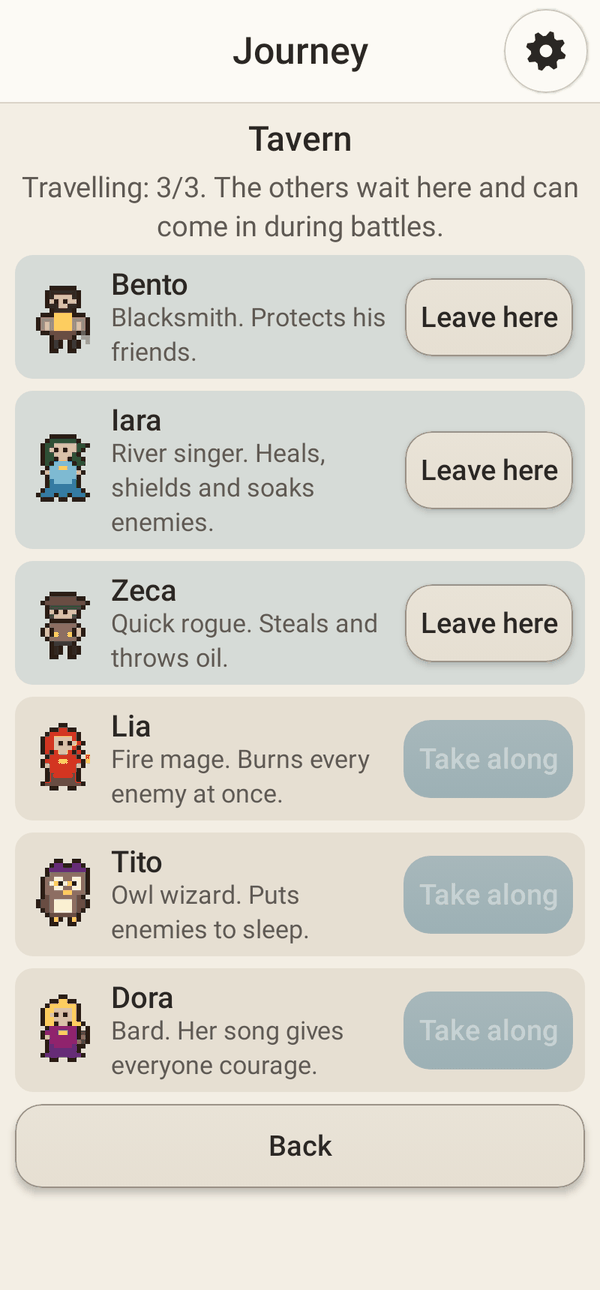 Journey
Tavern
Travelling: 3/3. The others wait here and can
come in during battles.
Bento
Blacksmith. Protects his
friends.
Leave here
Iara
River singer. Heals,
shields and soaks
enemies.
Leave here
Zeca
Quick rogue. Steals and
throws oil.
Leave here
Lia
Fire mage. Burns every
enemy at once.
Take along
Tito
Owl wizard. Puts
enemies to sleep.
Take along
Dora
Bard. Her song gives
everyone courage.
Take along
Back